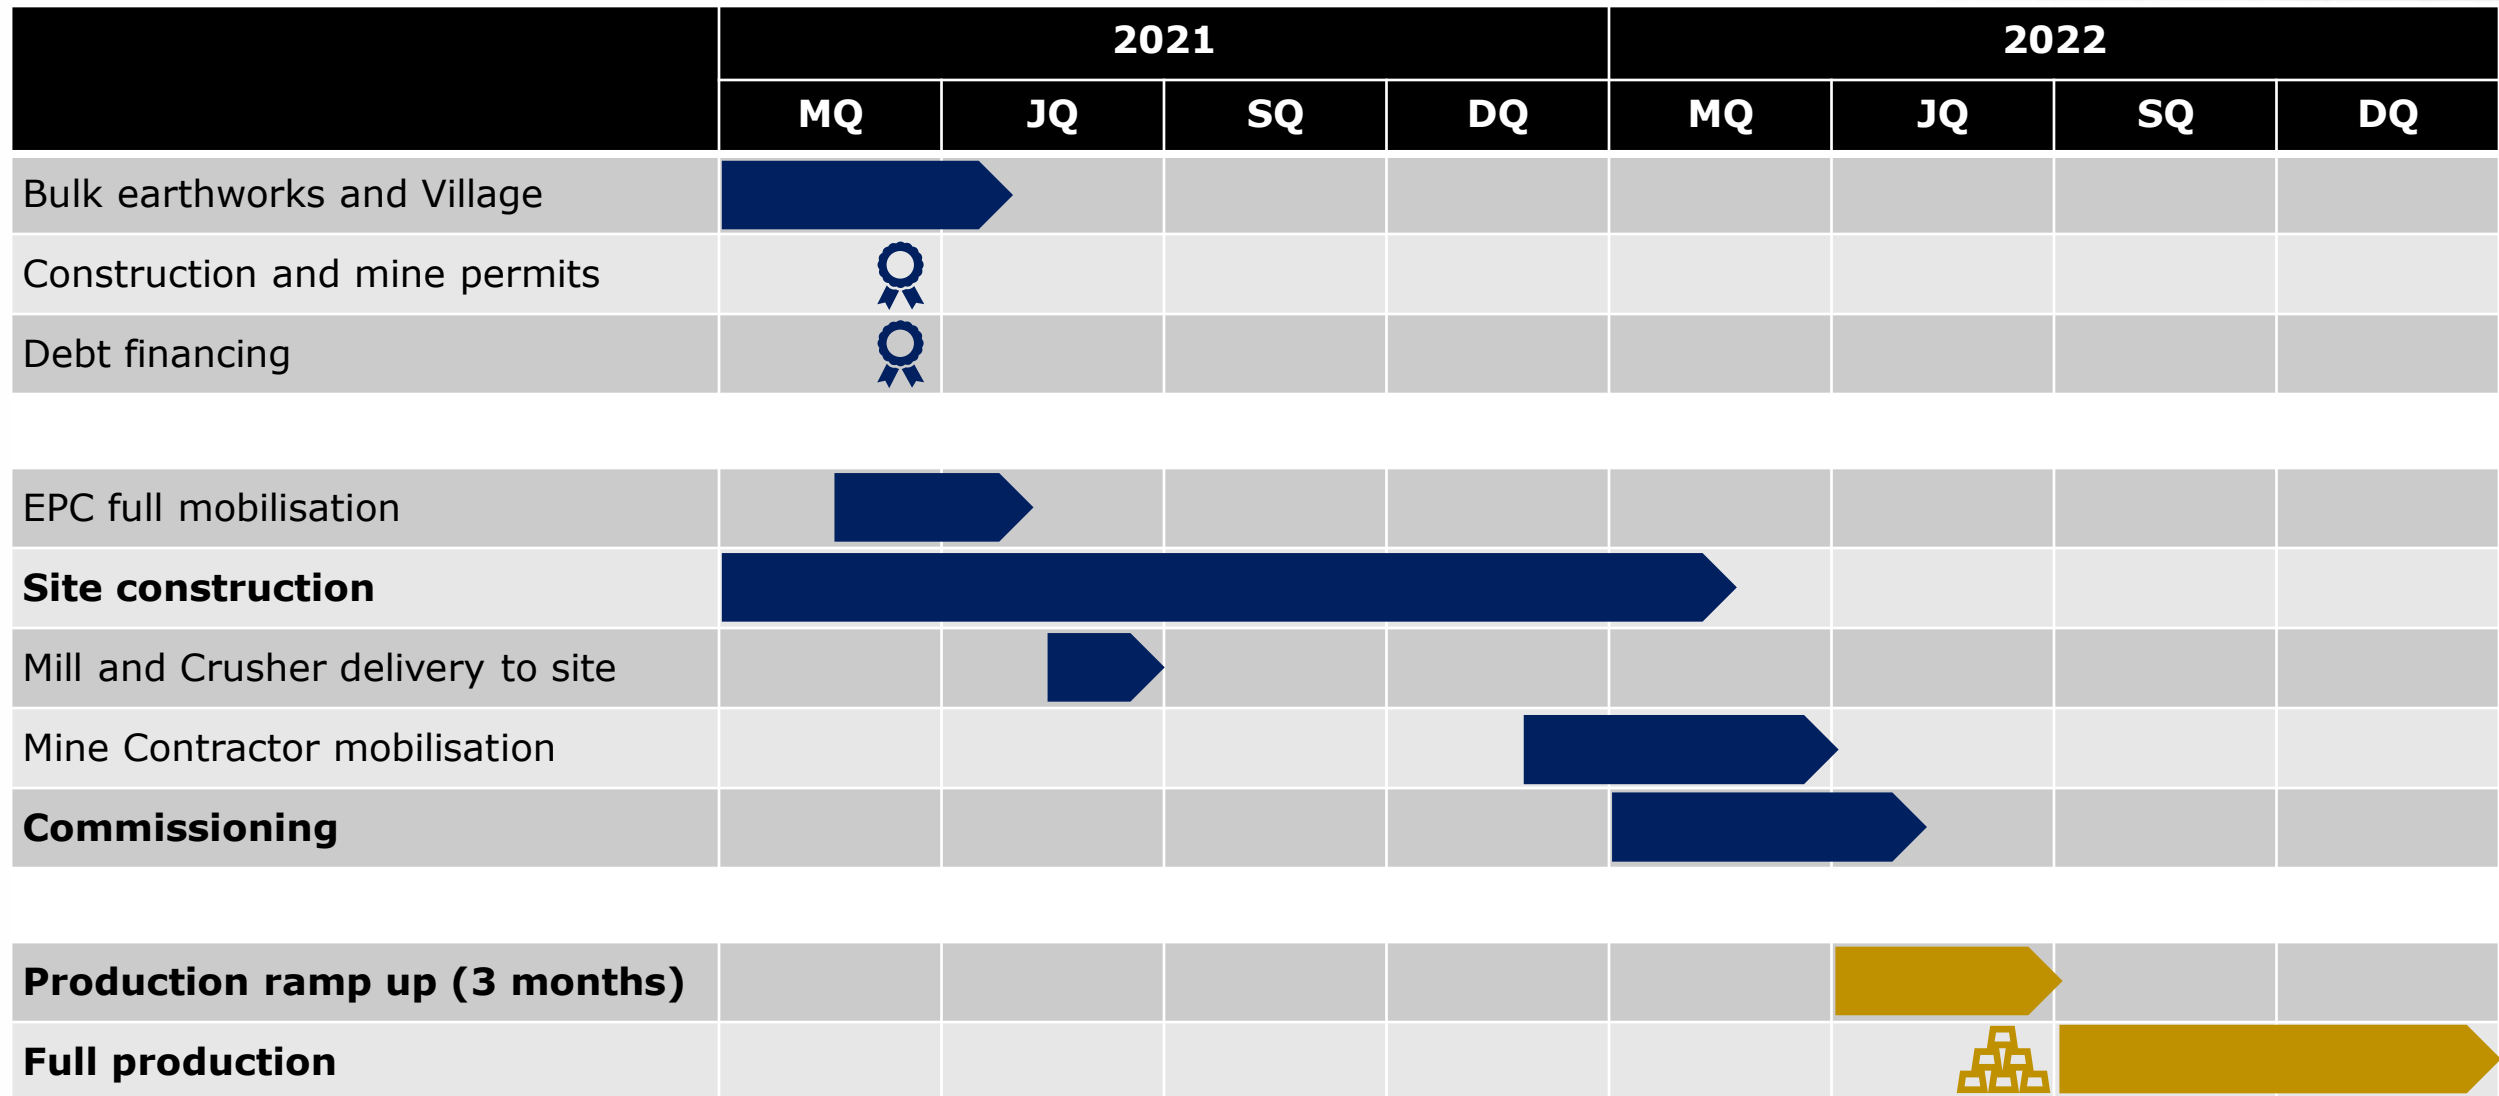 2021 2022
MQ JQ SQ DQ MQ JQ SQ DQ
Bulk earthworks and Village
Construction and mine permits
Debt financing
EPC full mobilisation
Site construction
Mill and Crusher delivery to site
Mine Contractor mobilisation
Commissioning
Production ramp up (3 months)
Full production